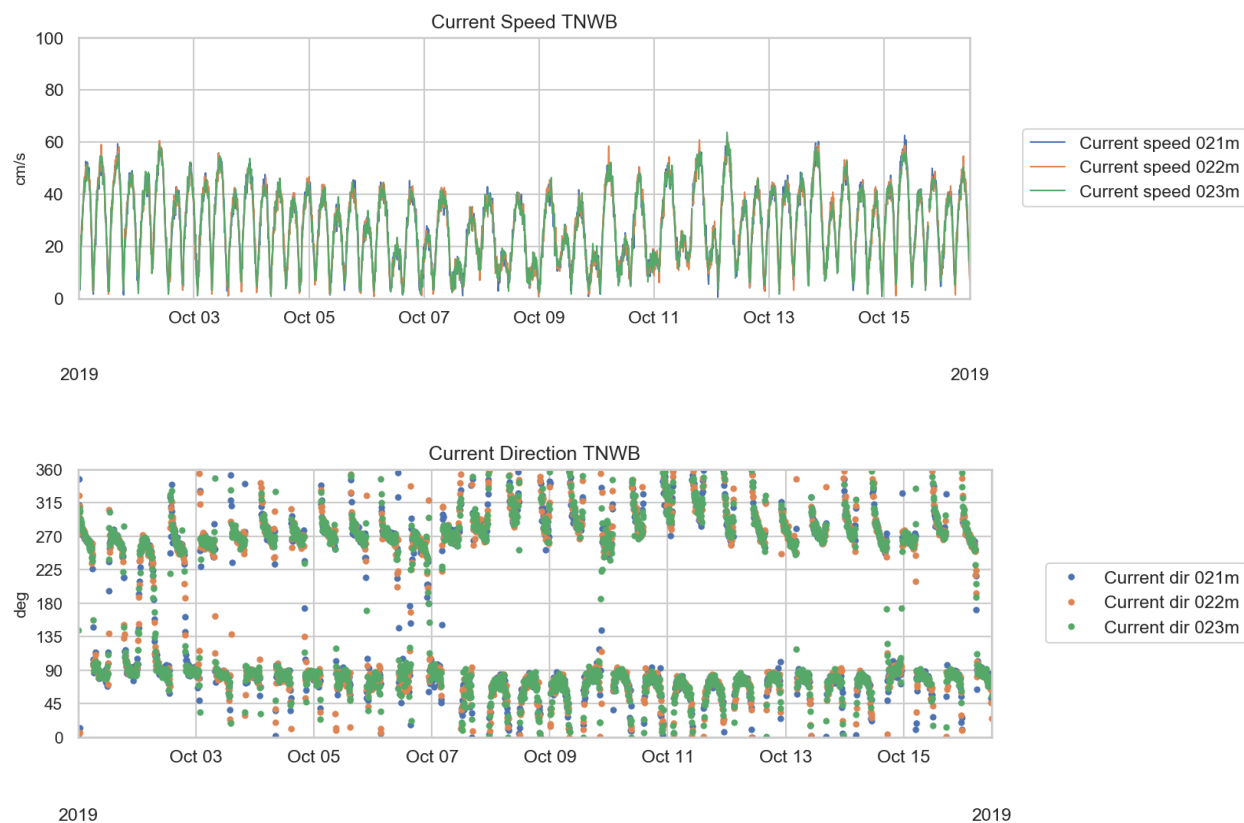 Current Speed TNWB
100
80
60
40
20
0
cm/s
Oct 03 Oct 05 Oct 07 Oct 09 Oct 11 Oct 13 Oct 15
2019 2019
Current speed 021m
Current speed 022m
Current speed 023m
Current Direction TNWB
360
315
270
225
180
135
90
45
0
deg
Oct 03 Oct 05 Oct 07 Oct 09 Oct 11 Oct 13 Oct 15
2019 2019
Current dir 021m
Current dir 022m
Current dir 023m